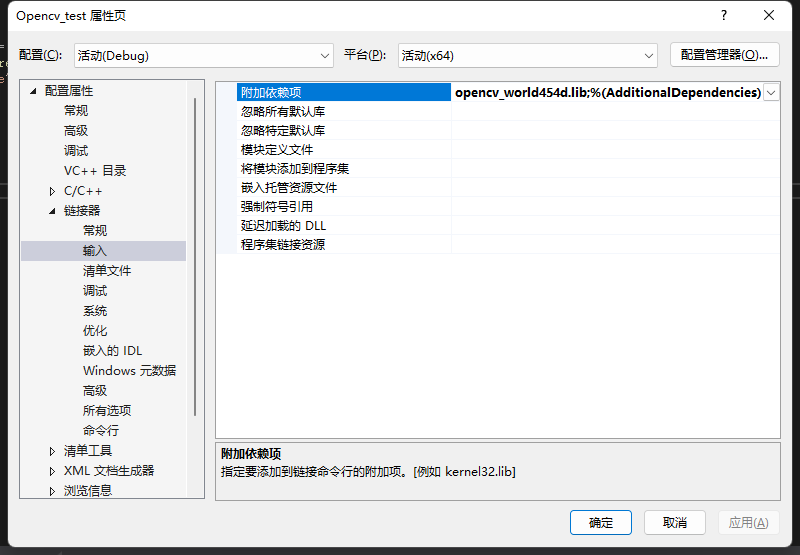 Opencv_test 属性页
配置(C): 活动(Debug) 平台(P): 活动(x64) 配置管理器(O)...
配置属性
常规
高级
调试
VC++ 目录
C/C++
链接器
常规
输入
清单文件
调试
系统
优化
嵌入的 IDL
Windows 元数据
高级
所有选项
命令行
清单工具
XML 文档生成器
浏览信息
附加依赖项 opencv_world454d.lib;%(AdditionalDependencies)
忽略所有默认库
忽略特定默认库
模块定义文件
将模块添加到程序集
嵌入托管资源文件
强制符号引用
延迟加载的 DLL
程序集链接资源
附加依赖项
指定要添加到链接命令行的附加项。[例如 kernel32.lib]
确定 取消 应用(A)